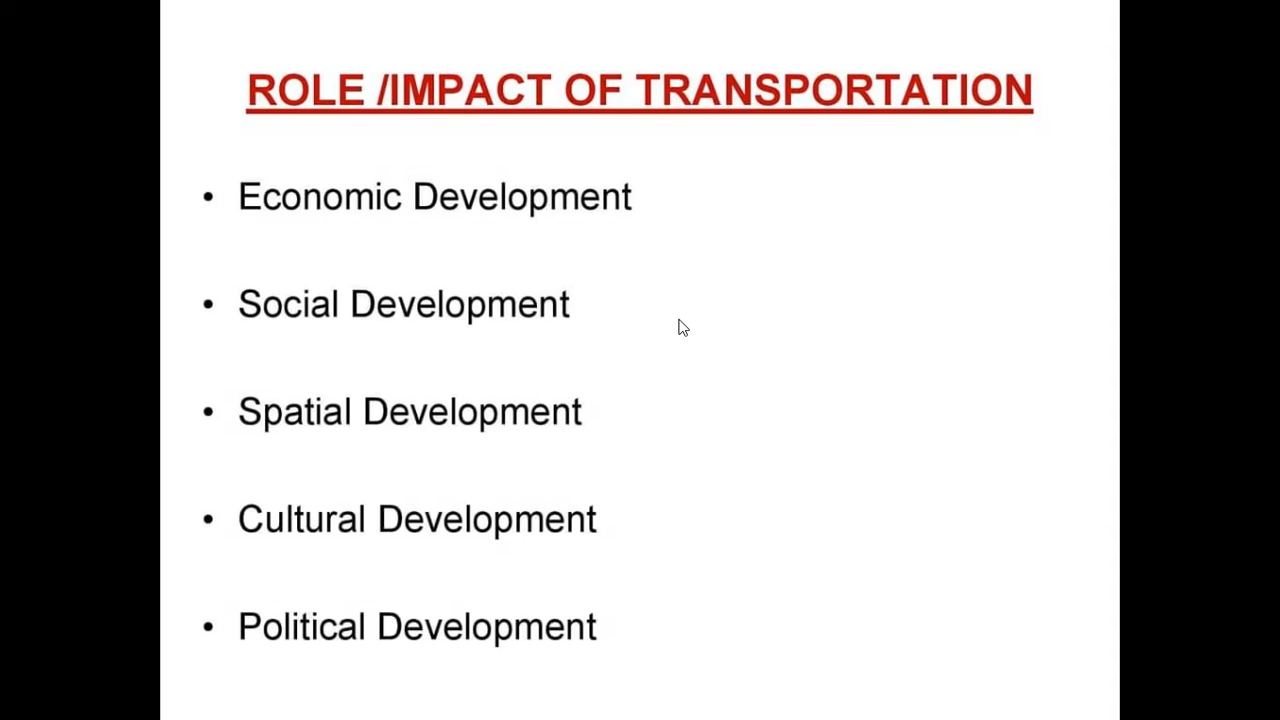 ROLE /IMPACT OF TRANSPORTATION
• Economic Development
• Social Development
• Spatial Development
• Cultural Development
• Political Development